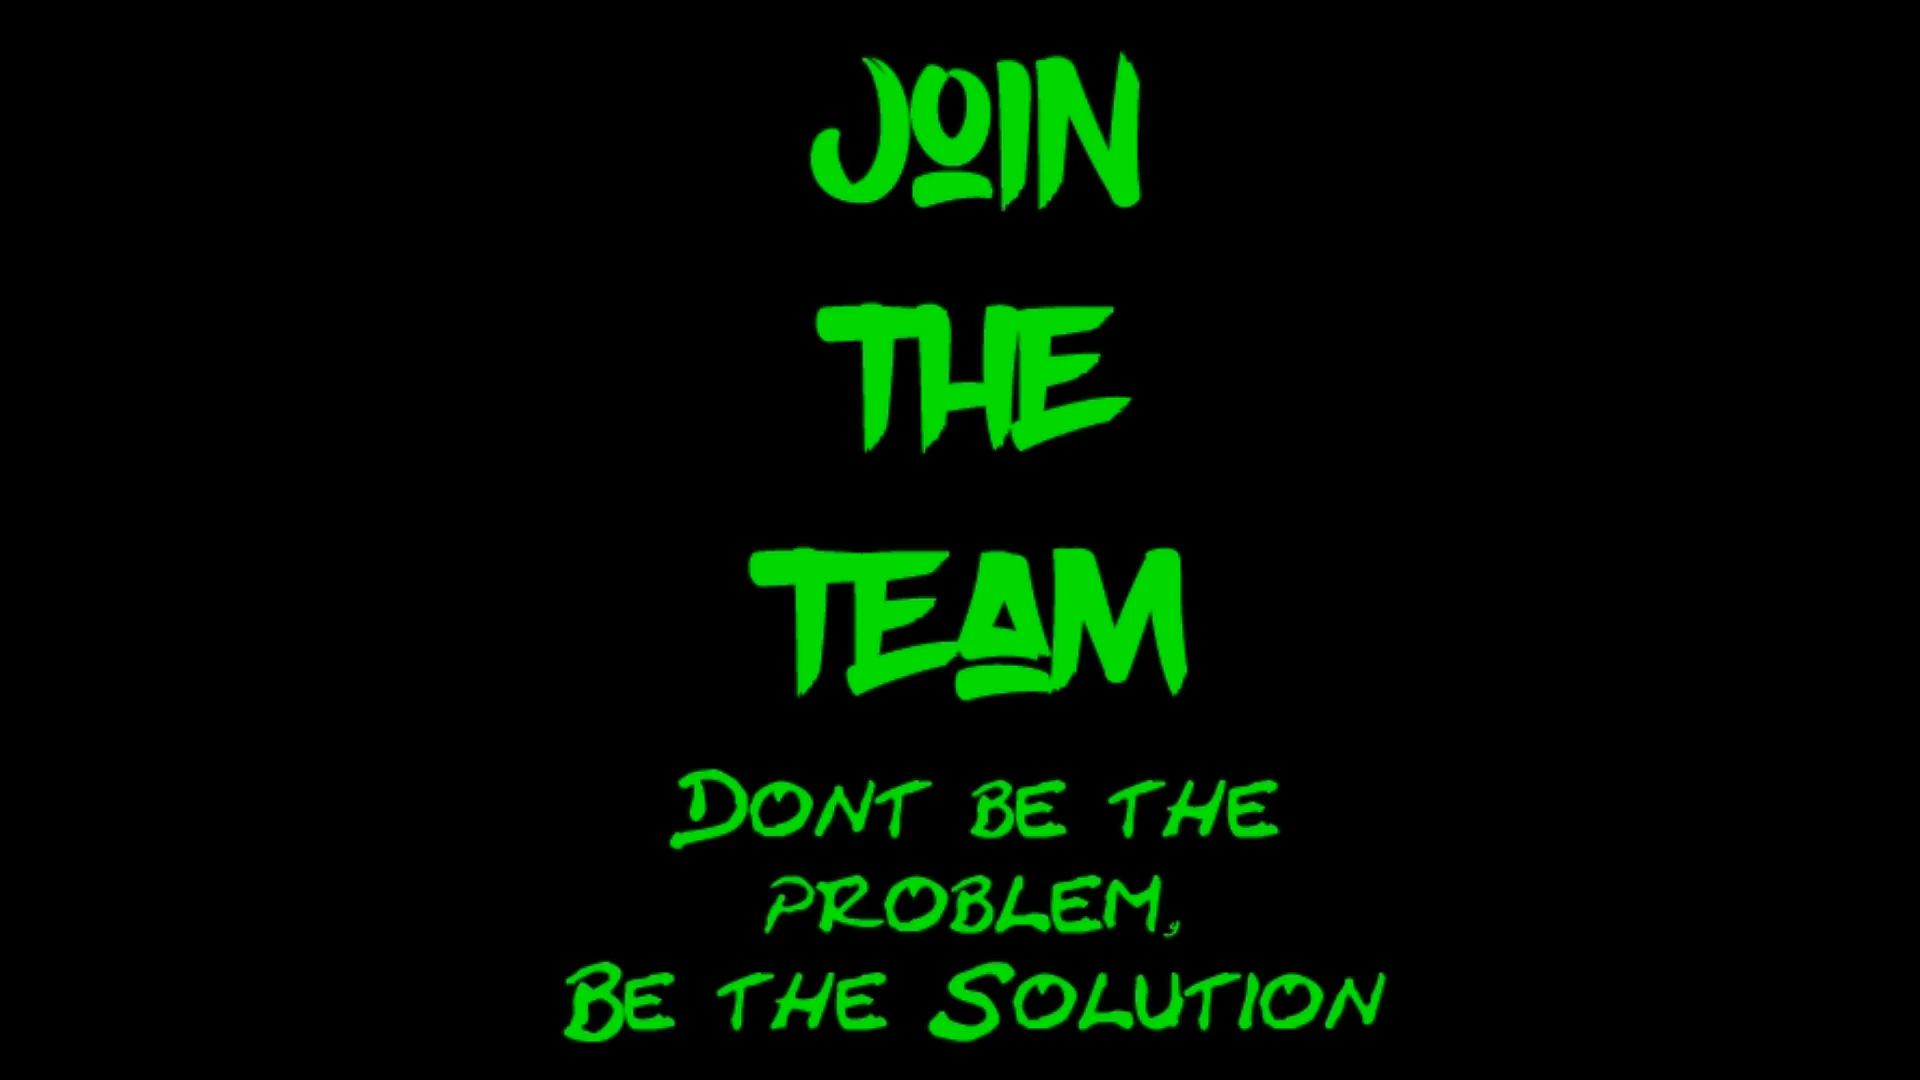 JOIN
THE
TEAM
DONT BE THE
PROBLEM,
BE THE SOLUTION